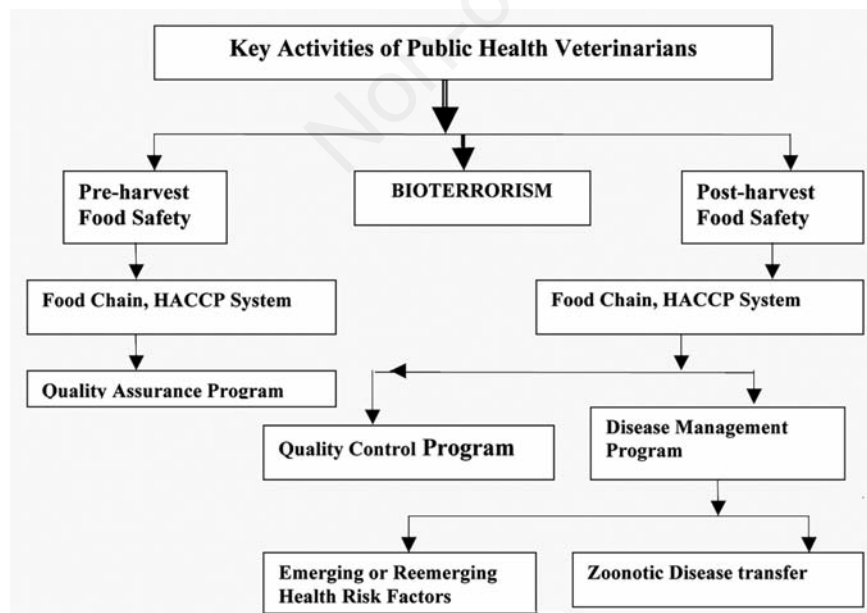 Key Activities of Public Health Veterinarians
Pre-harvest
Food Safety
BIOTERRORISM
Post-harvest
Food Safety
Food Chain, HACCP System
Food Chain, HACCP System
Quality Assurance Program
Quality Control Program
Disease Management
Program
Emerging or Reemerging
Health Risk Factors
Zoonotic Disease transfer